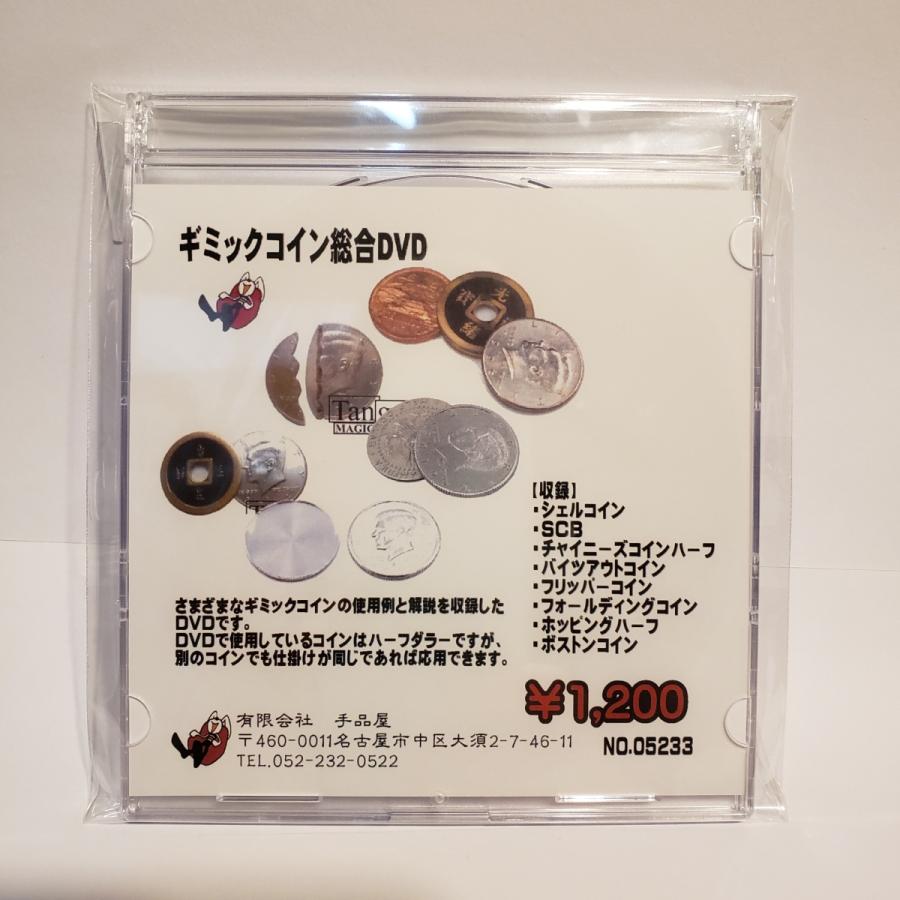 ギミックコイン総合DVD
Tang
MAGIC
【収録】
・シェルコイン
・SCB
・チャイニーズコインハーフ
・バイツアウトコイン
・フリッパーコイン
・フォールディングコイン
・ホッピングハーフ
・ボストンコイン
さまざまなギミックコインの使用例と解説を収録した
DVDです。
DVDで使用しているコインはハーフダラーですが、
別のコインでも仕掛けが同じであれば応用できます。
¥1,200
NO.05233
有限会社 手品屋
〒460-0011名古屋市中区大須2-7-46-11
TEL.052-232-0522